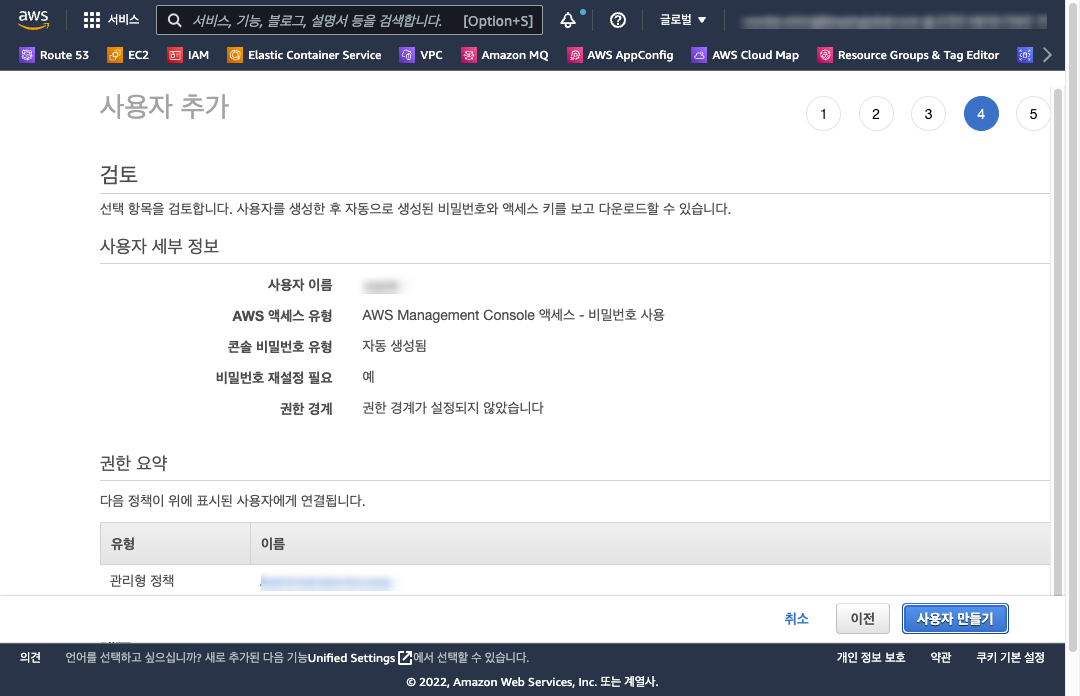 aws 서비스 서비스, 기능, 블로그, 설명서 등을 검색합니다. [Option+S] 글로벌
Route 53 EC2 IAM Elastic Container Service VPC Amazon MQ AWS AppConfig AWS Cloud Map Resource Groups & Tag Editor
사용자 추가 1 2 3 4 5
검토
선택 항목을 검토합니다. 사용자를 생성한 후 자동으로 생성된 비밀번호와 액세스 키를 보고 다운로드할 수 있습니다.
사용자 세부 정보
사용자 이름
AWS 액세스 유형 AWS Management Console 액세스 - 비밀번호 사용
콘솔 비밀번호 유형 자동 생성됨
비밀번호 재설정 필요 예
권한 경계 권한 경계가 설정되지 않았습니다
권한 요약
다음 정책이 위에 표시된 사용자에게 연결됩니다.
유형 이름
관리형 정책
취소 이전 사용자 만들기
의견 언어를 선택하고 싶으십니까? 새로 추가된 다음 기능Unified Settings에서 선택할 수 있습니다. 개인 정보 보호 약관 쿠키 기본 설정
© 2022, Amazon Web Services, Inc. 또는 계열사.